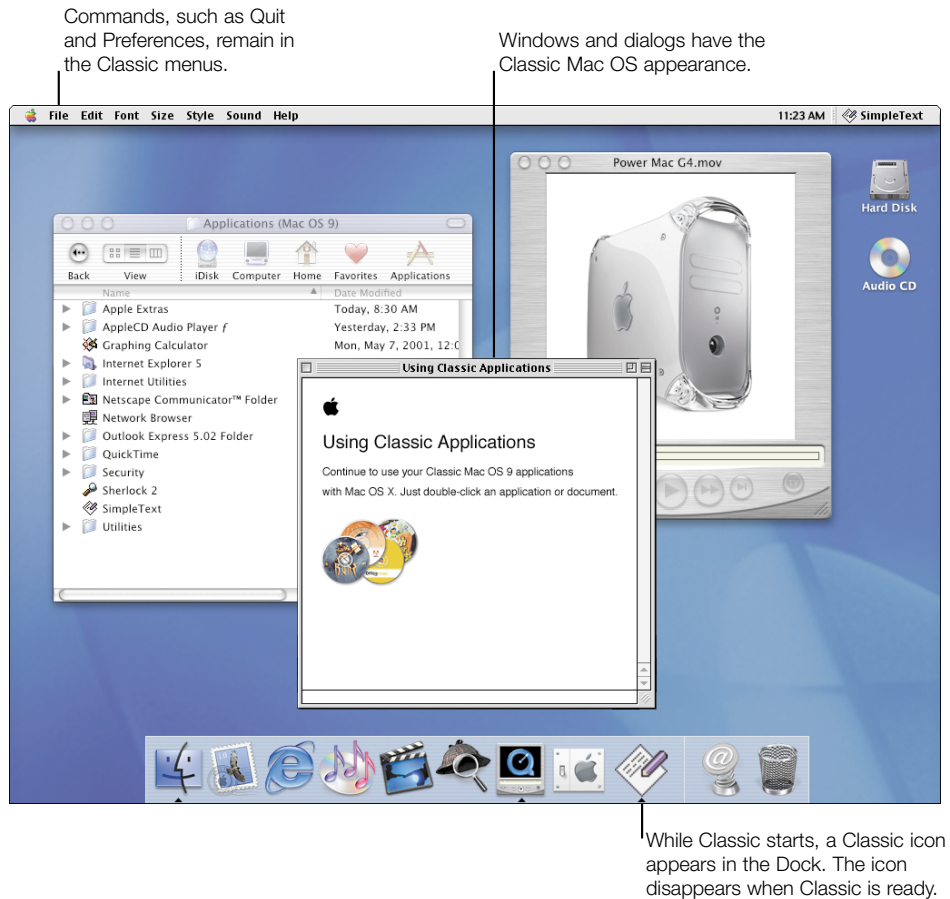 Commands, such as Quit
and Preferences, remain in
the Classic menus.
Windows and dialogs have the
Classic Mac OS appearance.
File Edit Font Size Style Sound Help
11:23 AM SimpleText
Power Mac G4.mov
Hard Disk
Audio CD
Applications (Mac OS 9)
Back View iDisk Computer Home Favorites Applications
Name Date Modified
Apple Extras Today, 8:30 AM
AppleCD Audio Player ƒ Yesterday, 2:33 PM
Graphing Calculator Mon, May 7, 2001, 12:0
Internet Explorer 5
Internet Utilities
Netscape Communicator™ Folder
Network Browser
Outlook Express 5.02 Folder
QuickTime
Security
Sherlock 2
SimpleText
Utilities
Using Classic Applications
Using Classic Applications
Continue to use your Classic Mac OS 9 applications
with Mac OS X. Just double-click an application or document.
While Classic starts, a Classic icon
appears in the Dock. The icon
disappears when Classic is ready.